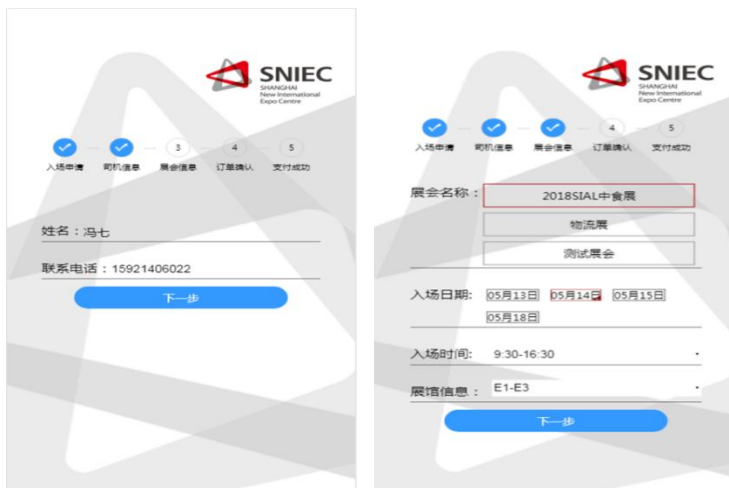 SNIEC
SHANGHAI
New International
Expo Centre
3 4 5
入场申请 司机信息 展会信息 订单确认 支付成功
姓名：冯七
联系电话：15921406022
下一步
SNIEC
SHANGHAI
New International
Expo Centre
4 5
入场申请 司机信息 展会信息 订单确认 支付成功
展会名称： 2018SIAL中食展
物流展
测试展会
入场日期: 05月13日 05月14日 05月15日
05月18日
入场时间: 9:30-16:30
展馆信息： E1-E3
下一步